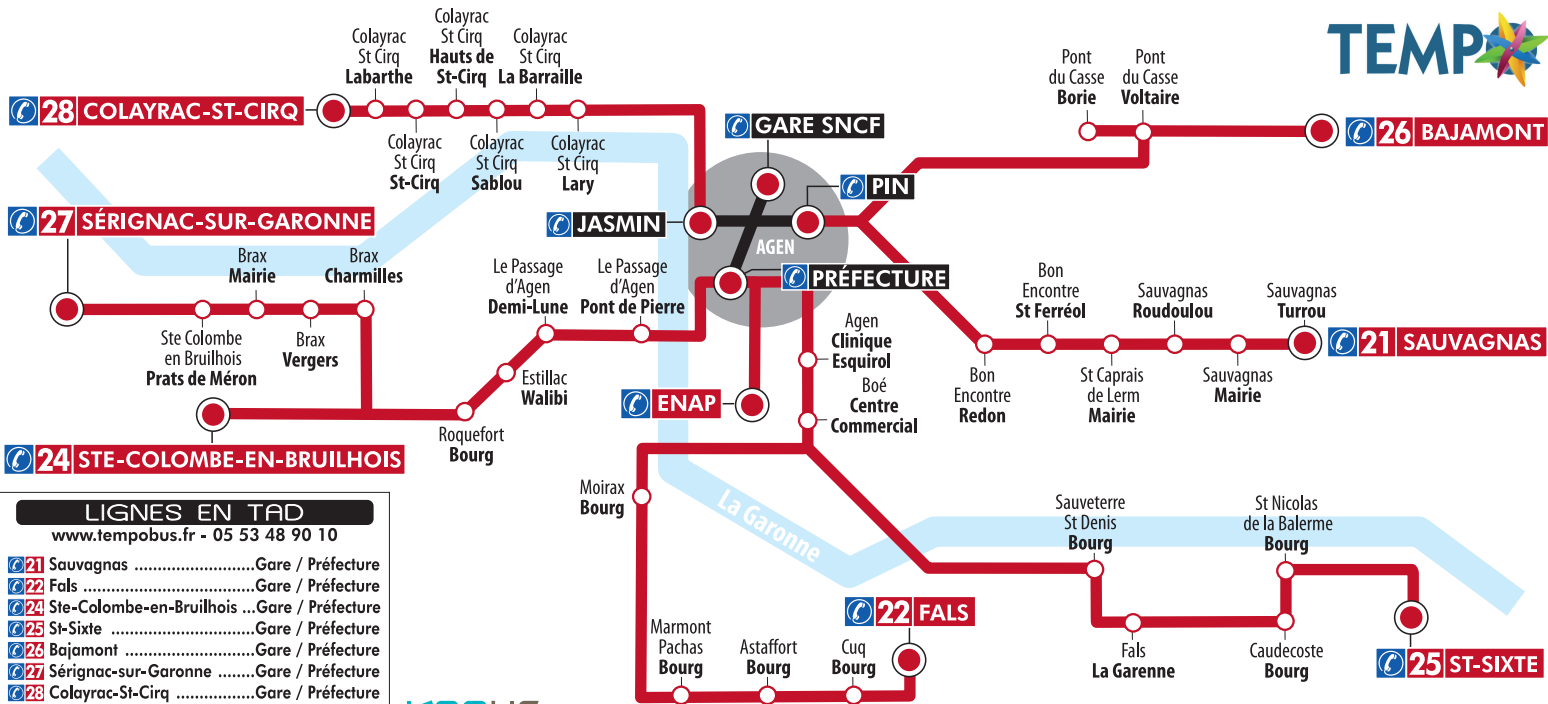 TEMPO
Colayrac
St Cirq
Labarthe
Colayrac
St Cirq
Hauts de
St-Cirq
Colayrac
St Cirq
La Barraille
28 COLAYRAC-ST-CIRQ
Colayrac
St Cirq
St-Cirq
Colayrac
St Cirq
Sablou
Colayrac
St Cirq
Lary
GARE SNCF
PIN
JASMIN
AGEN
PRÉFECTURE
Pont
du Casse
Borie
Pont
du Casse
Voltaire
26 BAJAMONT
27 SÉRIGNAC-SUR-GARONNE
Brax
Mairie
Brax
Charmilles
Ste Colombe
en Bruilhois
Prats de Méron
Brax
Vergers
Le Passage
d'Agen
Demi-Lune
Le Passage
d'Agen
Pont de Pierre
Estillac
Walibi
Roquefort
Bourg
24 STE-COLOMBE-EN-BRUILHOIS
ENAP
Agen
Clinique
Esquirol
Boé
Centre
Commercial
Bon
Encontre
St Ferréol
Sauvagnas
Roudoulou
Sauvagnas
Turrou
21 SAUVAGNAS
Bon
Encontre
Redon
St Caprais
de Lerm
Mairie
Sauvagnas
Mairie
Moirax
Bourg
La Garonne
Sauveterre
St Denis
Bourg
St Nicolas
de la Balerme
Bourg
Marmont
Pachas
Bourg
Astaffort
Bourg
Cuq
Bourg
22 FALS
Fals
La Garenne
Caudecoste
Bourg
25 ST-SIXTE
LIGNES EN TAD
www.tempobus.fr - 05 53 48 90 10
21 Sauvagnas ............................Gare / Préfecture
22 Fals ......................................Gare / Préfecture
24 Ste-Colombe-en-Bruilhois ...Gare / Préfecture
25 St-Sixte ................................Gare / Préfecture
26 Bajamont .............................Gare / Préfecture
27 Sérignac-sur-Garonne ........Gare / Préfecture
28 Colayrac-St-Cirq ..................Gare / Préfecture